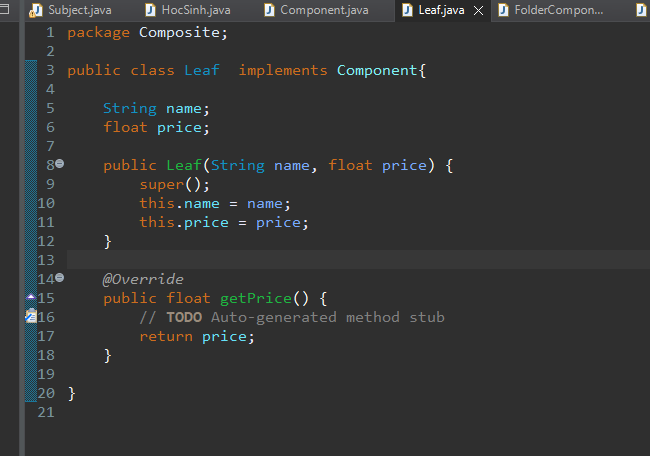 Subject.java HocSinh.java Component.java Leaf.java FolderCompon...
1 package Composite;
2
3 public class Leaf  implements Component{
4
5     String name;
6     float price;
7
8     public Leaf(String name, float price) {
9         super();
10         this.name = name;
11         this.price = price;
12     }
13
14     @Override
15     public float getPrice() {
16         // TODO Auto-generated method stub
17         return price;
18     }
19
20 }
21